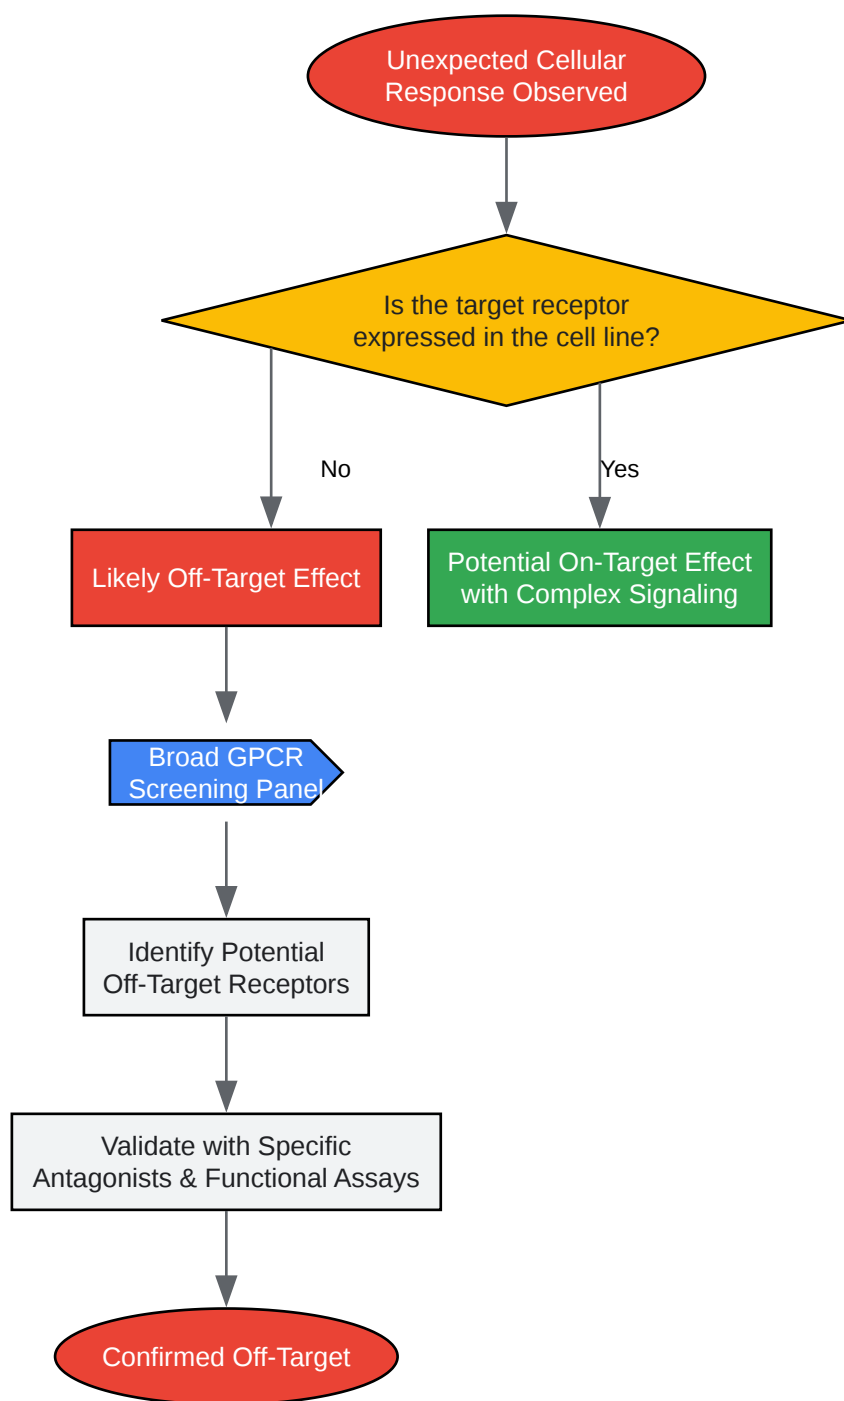 Unexpected Cellular
Response Observed
Is the target receptor
expressed in the cell line?
No
Yes
Likely Off-Target Effect
Potential On-Target Effect
with Complex Signaling
Broad GPCR
Screening Panel
Identify Potential
Off-Target Receptors
Validate with Specific
Antagonists & Functional Assays
Confirmed Off-Target